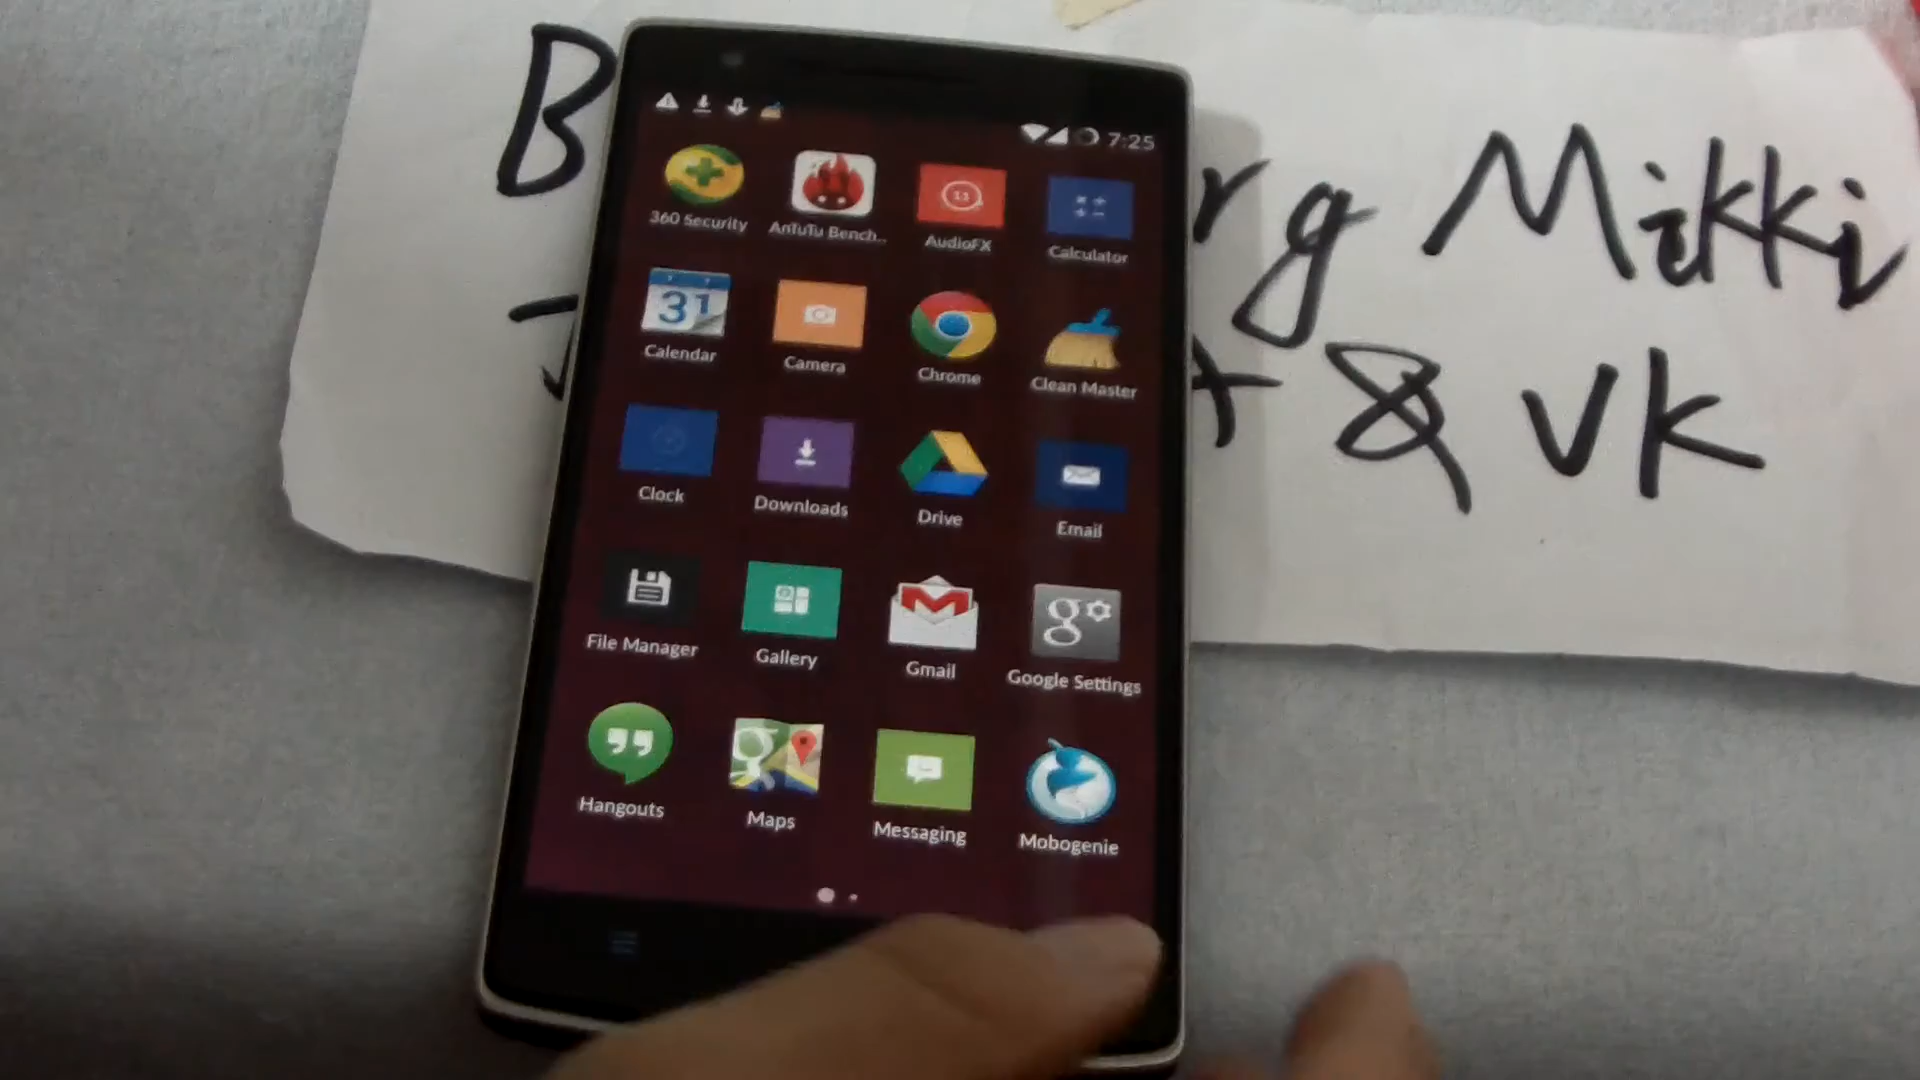 7:25
360 Security AnTuTu Bench.. AudioFX Calculator
31
Calendar Camera Chrome Clean Master
Clock Downloads Drive Email
File Manager Gallery Gmail Google Settings
Hangouts Maps Messaging Mobogenie
Mikki
& VK